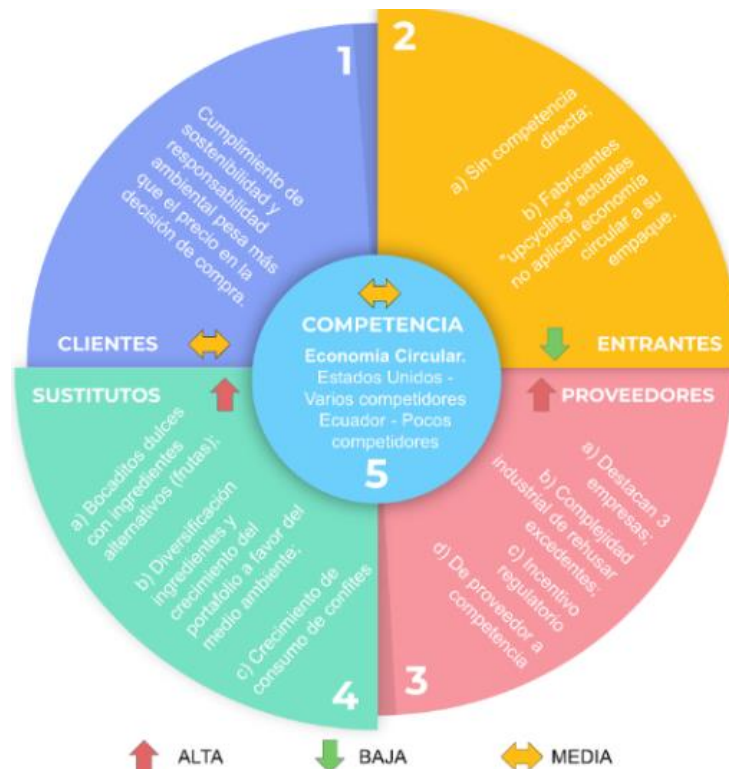 1
Cumplimiento de
sostenibilidad y
responsabilidad
ambiental pesa más
que el precio en la
decisión de compra.
CLIENTES
2
a) Sin competencia
directa;
b) Fabricantes
"upcycling" actuales
no aplican economía
circular a su
empaque.
ENTRANTES
COMPETENCIA
Economía Circular.
Estados Unidos -
Varios competidores
Ecuador - Pocos
competidores
5
SUSTITUTOS
a) Bocaditos dulces
con ingredientes
alternativos (frutas);
b) Diversificación
ingredientes y
crecimiento del
portafolio a favor del
medio ambiente;
c) Crecimiento de
consumo de confites
4
PROVEEDORES
a) Destacan 3
empresas;
b) Complejidad
industrial de rehusar
excedentes;
c) Incentivo
regulatorio
d) De proveedor a
competencia
3
ALTA
BAJA
MEDIA